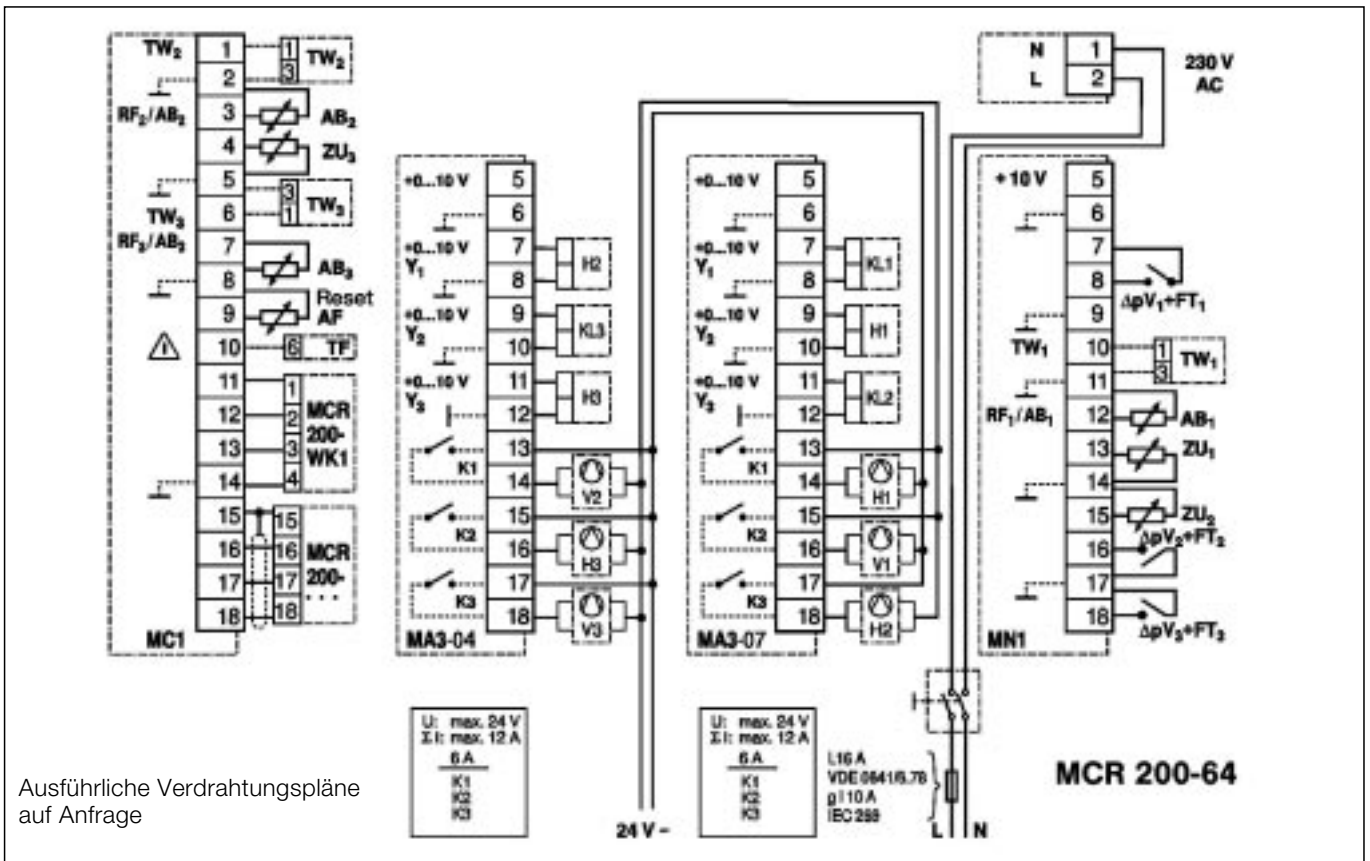 TW₂ 1 1 TW₂
2 3
RF₂/AB₂ 3 AB₂
4 ZU₃
5 3 TW₃
TW₃ 6 1
RF₃/AB₃ 7 AB₃
8 Reset
9 AF
10 6 TF
11 1 MCR
12 2 200-
13 3 WK1
14 4
15 15 MCR
16 16 200-
17 17 . . .
18 18
MC1
+0...10 V 5
6
+0...10 V 7 H2
Y₁ 8
+0...10 V 9 KL3
Y₂ 10
+0...10 V 11 H3
Y₃ 12
13
K1 14 V2
15
K2 16 H3
17
K3 18 V3
MA3-04
+0...10 V 5
6
+0...10 V 7 KL1
Y₁ 8
+0...10 V 9 H1
Y₂ 10
+0...10 V 11 KL2
Y₃ 12
13
K1 14 H1
15
K2 16 V1
17
K3 18 H2
MA3-07
N 1 230 V
L 2 AC
+ 10 V 5
6
7
8 ΔpV₁+FT₁
9
TW₁ 10 1 TW₁
11 3
RF₁/AB₁ 12 AB₁
13 ZU₁
14
15 ZU₂
16 ΔpV₂+FT₂
17
18 ΔpV₃+FT₃
MN1
U: max. 24 V
Σ I: max. 12 A
6 A
K1
K2
K3
24 V ~
U: max. 24 V
Σ I: max. 12 A
6 A
K1
K2
K3
L16 A
VDE 0641/6.78
g l 10 A
IEC 269
L N
MCR 200-64
Ausführliche Verdrahtungspläne
auf Anfrage